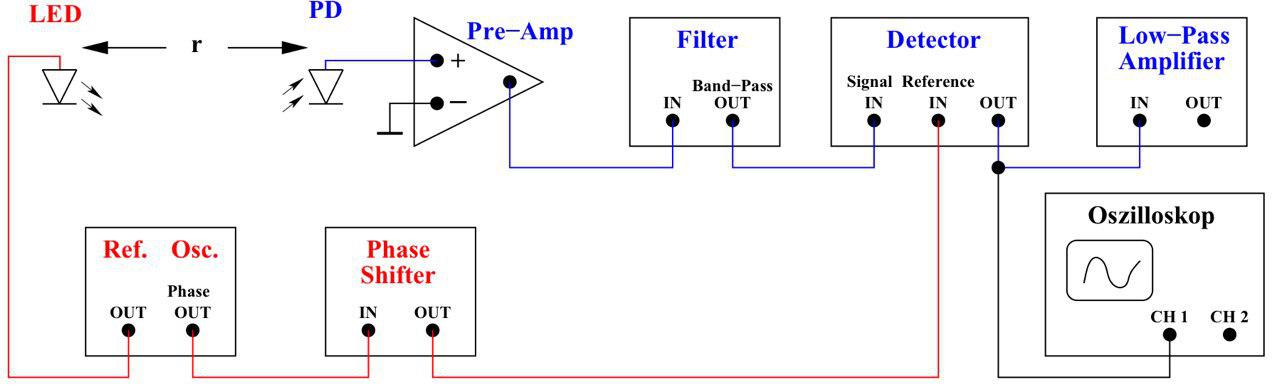 LED
r
PD
Pre−Amp
+
−
Filter
Band−Pass
IN OUT
Detector
Signal Reference
IN IN OUT
Low−Pass
Amplifier
IN OUT
Ref. Osc.
Phase
OUT OUT
Phase
Shifter
IN OUT
Oszilloskop
CH 1 CH 2